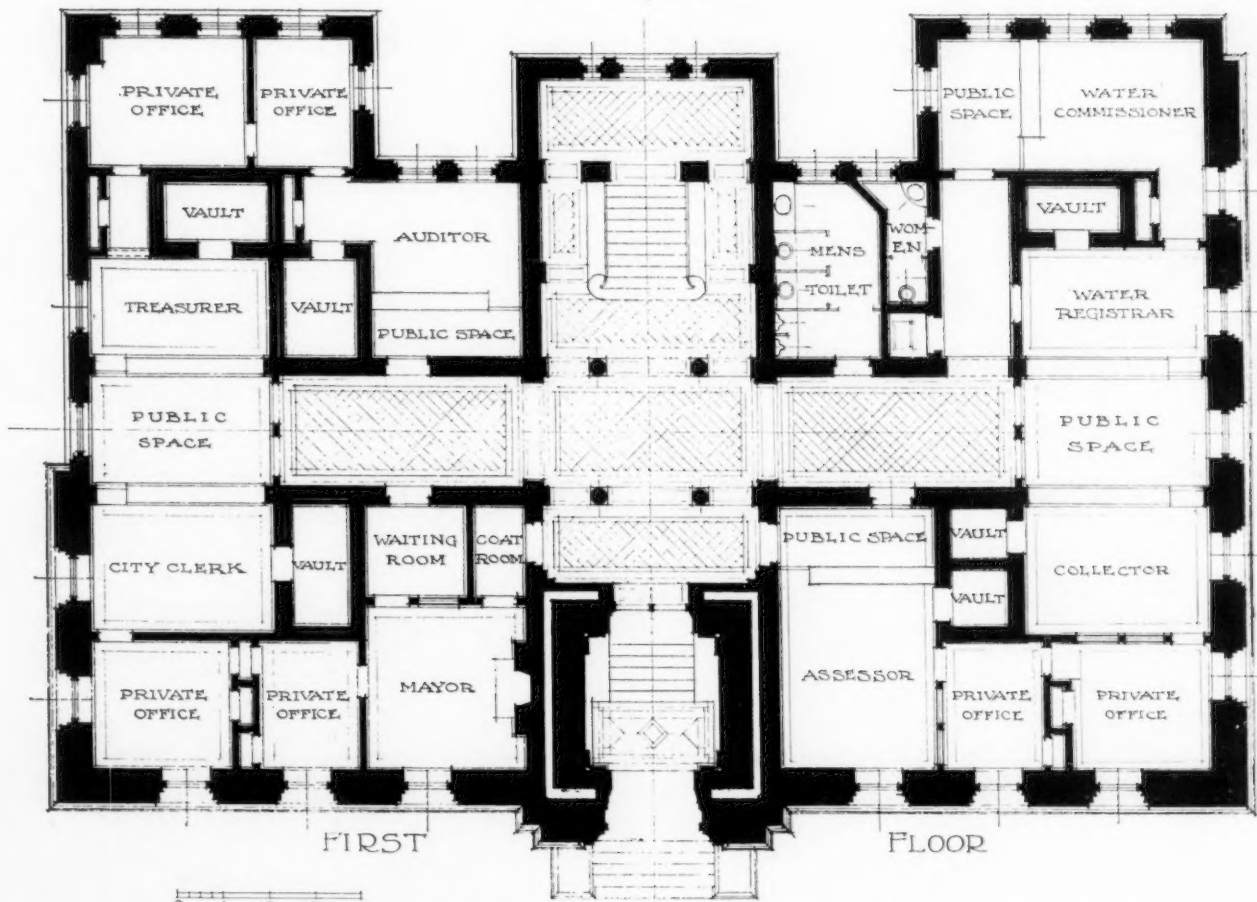 PRIVATE
OFFICE
PRIVATE
OFFICE
PUBLIC
SPACE
WATER
COMMISSIONER
VAULT
AUDITOR
VAULT
MENS
TOILET
WOM
EN
TREASURER
VAULT
PUBLIC SPACE
WATER
REGISTRAR
PUBLIC
SPACE
PUBLIC
SPACE
CITY CLERK
VAULT
WAITING
ROOM
COAT
ROOM
PUBLIC SPACE
VAULT
VAULT
COLLECTOR
PRIVATE
OFFICE
PRIVATE
OFFICE
MAYOR
ASSESSOR
PRIVATE
OFFICE
PRIVATE
OFFICE
FIRST
FLOOR